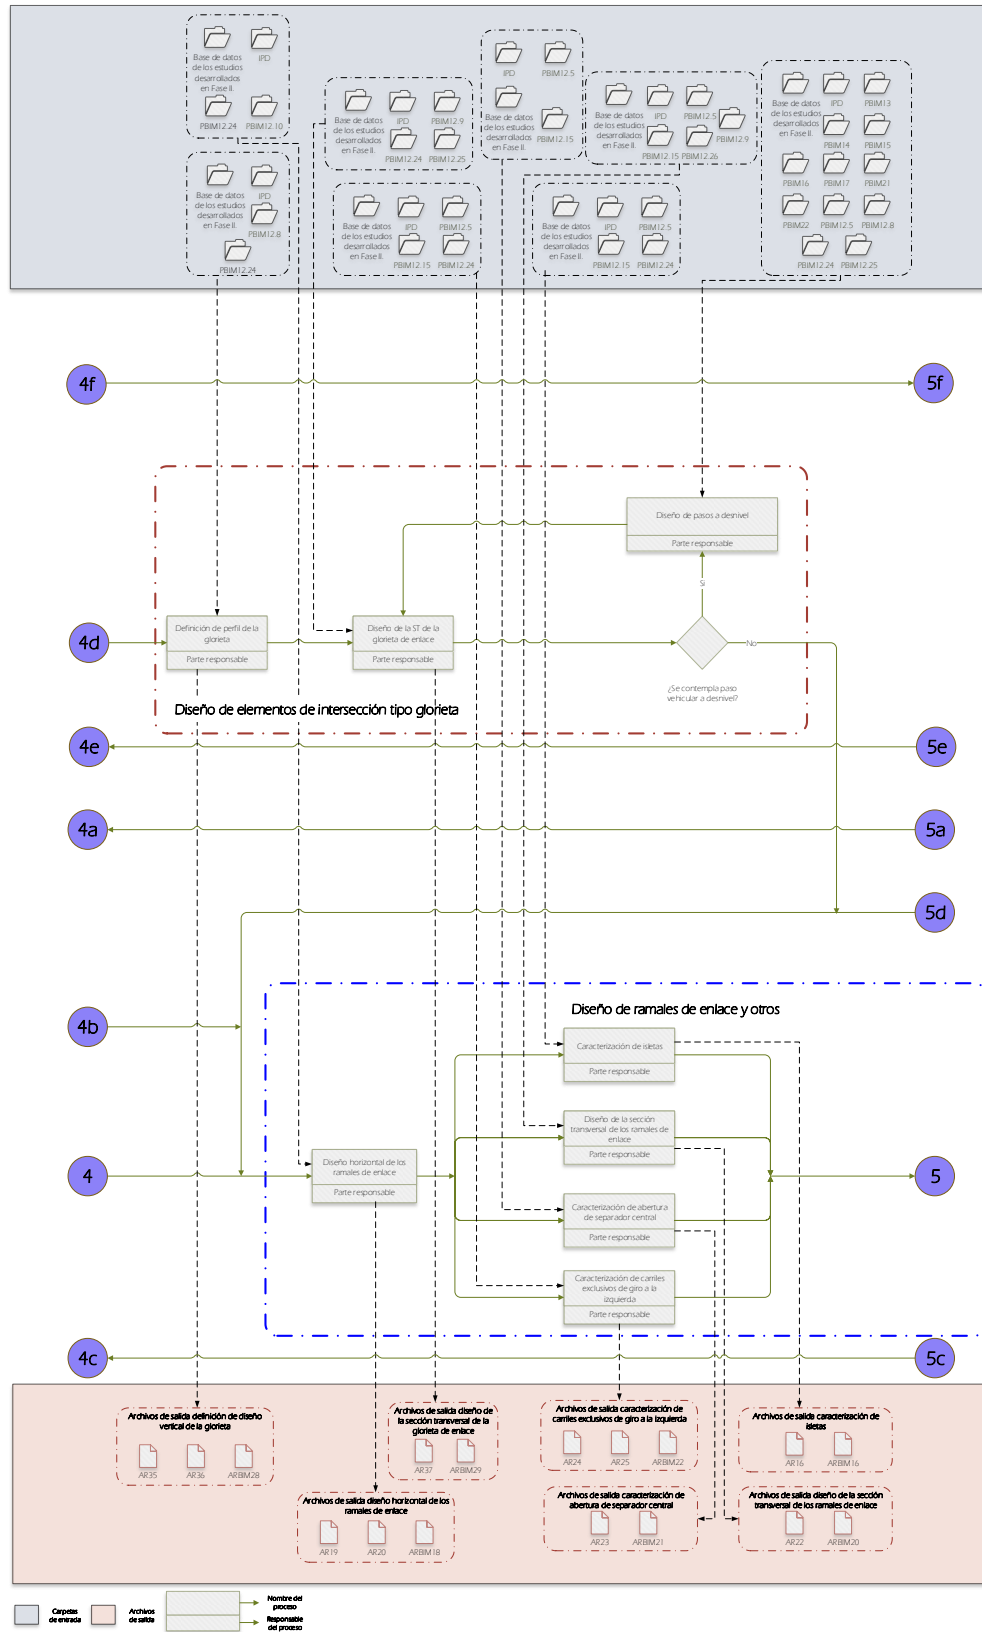 Base de datos
de los estudios
desarrollados
en Fase II.
IPD
PBIM12.24
PBIM12.10
Base de datos
de los estudios
desarrollados
en Fase II.
IPD
PBIM12.8
PBIM12.24
Base de datos
de los estudios
desarrollados
en Fase II.
IPD
PBIM12.9
PBIM12.24
PBIM12.25
Base de datos
de los estudios
desarrollados
en Fase II.
IPD
PBIM12.5
PBIM12.15
PBIM12.24
IPD
PBIM12.5
Base de datos
de los estudios
desarrollados
en Fase II.
PBIM12.15
Base de datos
de los estudios
desarrollados
en Fase II.
IPD
PBIM12.5
PBIM12.9
PBIM12.15
PBIM12.26
Base de datos
de los estudios
desarrollados
en Fase II.
IPD
PBIM12.5
PBIM12.15
PBIM12.24
Base de datos
de los estudios
desarrollados
en Fase II.
IPD
PBIM13
PBIM14
PBIM15
PBIM16
PBIM17
PBIM21
PBIM22
PBIM12.5
PBIM12.8
PBIM12.24
PBIM12.25
4f
5f
Diseño de pasos a desnivel
Parte responsable
Si
4d
Definición de perfil de la
glorieta
Parte responsable
Diseño de la ST de la
glorieta de enlace
Parte responsable
No
¿Se contempla paso
vehicular a desnivel?
Diseño de elementos de intersección tipo glorieta
4e
5e
4a
5a
5d
4b
Diseño de ramales de enlace y otros
Caracterización de isletas
Parte responsable
Diseño de la sección
transversal de los ramales de
enlace
Parte responsable
4
Diseño horizontal de los
ramales de enlace
Parte responsable
5
Caracterización de abertura
de separador central
Parte responsable
Caracterización de carriles
exclusivos de giro a la
izquierda
Parte responsable
4c
5c
Archivos de salida definición de diseño
vertical de la glorieta
AR35
AR36
ARBIM28
Archivos de salida diseño de
la sección transversal de la
glorieta de enlace
AR37
ARBIM29
Archivos de salida caracterización de
carriles exclusivos de giro a la izquierda
AR24
AR25
ARBIM22
Archivos de salida caracterización de
isletas
AR16
ARBIM16
Archivos de salida diseño horizontal de los
ramales de enlace
AR19
AR20
ARBIM18
Archivos de salida caracterización de
abertura de separador central
AR23
ARBIM21
Archivos de salida diseño de la sección
transversal de los ramales de enlace
AR22
ARBIM20
Carpetas
de entrada
Archivos
de salida
Nombre del
proceso
Responsable
del proceso